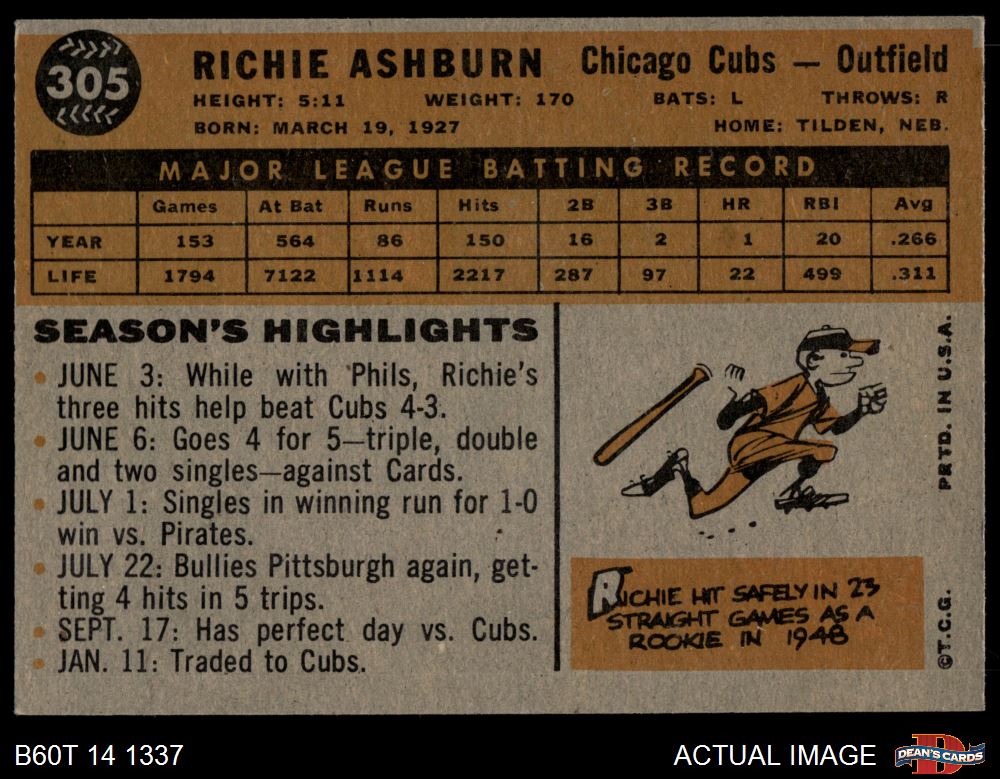 305
RICHIE ASHBURN Chicago Cubs — Outfield
HEIGHT: 5:11 WEIGHT: 170 BATS: L THROWS: R
BORN: MARCH 19, 1927 HOME: TILDEN, NEB.
MAJOR LEAGUE BATTING RECORD
Games At Bat Runs Hits 2B 3B HR RBI Avg
YEAR 153 564 86 150 16 2 1 20 .266
LIFE 1794 7122 1114 2217 287 97 22 499 .311
SEASON'S HIGHLIGHTS
• JUNE 3: While with Phils, Richie's
three hits help beat Cubs 4-3.
• JUNE 6: Goes 4 for 5—triple, double
and two singles—against Cards.
• JULY 1: Singles in winning run for 1-0
win vs. Pirates.
• JULY 22: Bullies Pittsburgh again, get-
ting 4 hits in 5 trips.
• SEPT. 17: Has perfect day vs. Cubs.
• JAN. 11: Traded to Cubs.
RICHIE HIT SAFELY IN 23
STRAIGHT GAMES AS A
ROOKIE IN 1948
©T.C.G. PRTD. IN U.S.A.
B60T 14 1337 ACTUAL IMAGE
DEAN'S CARDS